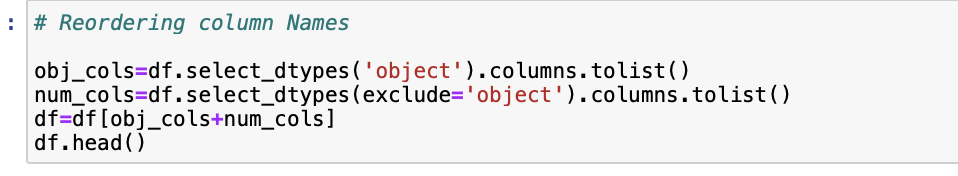 :
# Reordering column Names
obj_cols=df.select_dtypes('object').columns.tolist()
num_cols=df.select_dtypes(exclude='object').columns.tolist()
df=df[obj_cols+num_cols]
df.head()